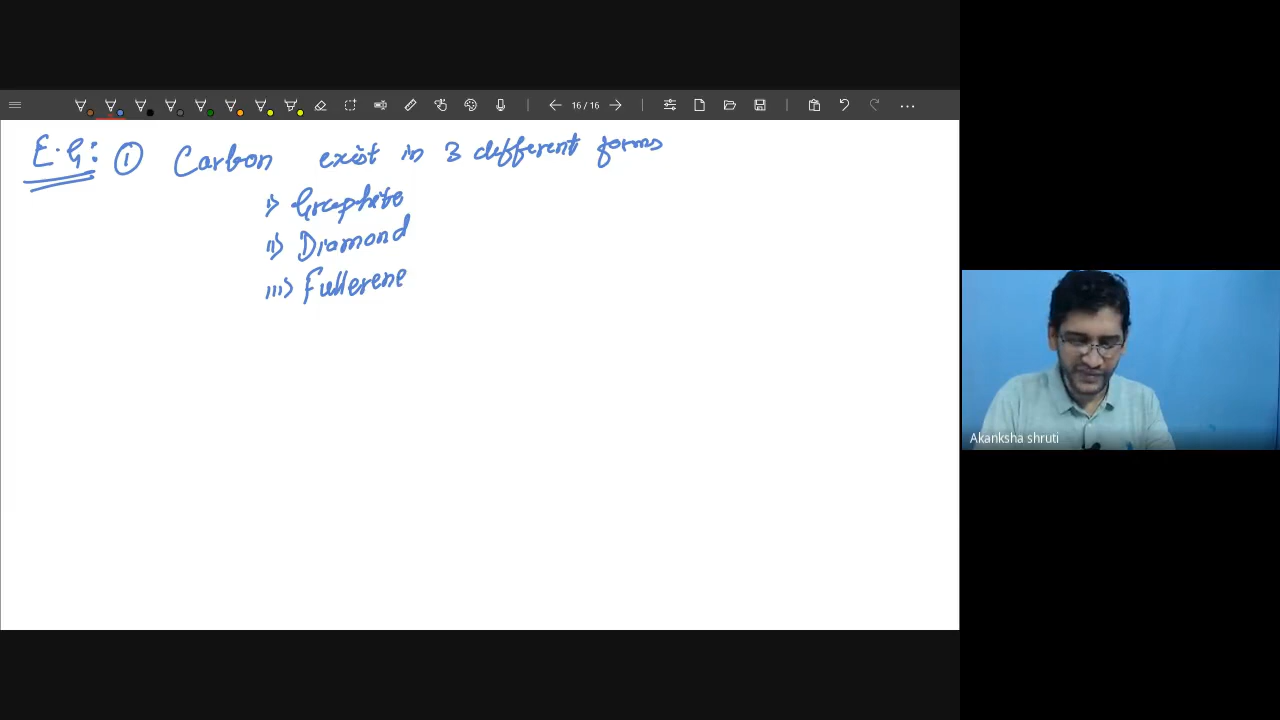 16 / 16
E.G: ① Carbon exist in 3 different forms
i) Graphite
ii) Diamond
iii) Fullerene
Akanksha shruti